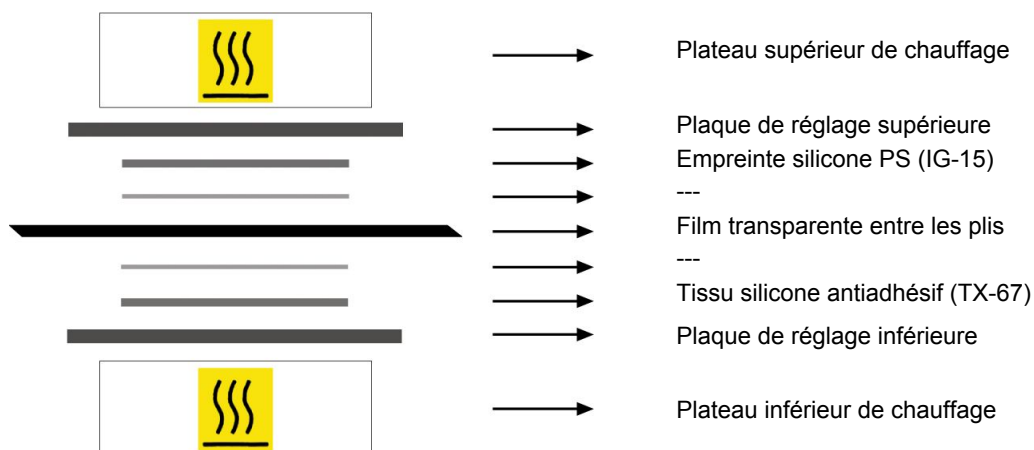 Plateau supérieur de chauffage
Plaque de réglage supérieure
Empreinte silicone PS (IG-15)
---
Film transparente entre les plis
---
Tissu silicone antiadhésif (TX-67)
Plaque de réglage inférieure
Plateau inférieur de chauffage